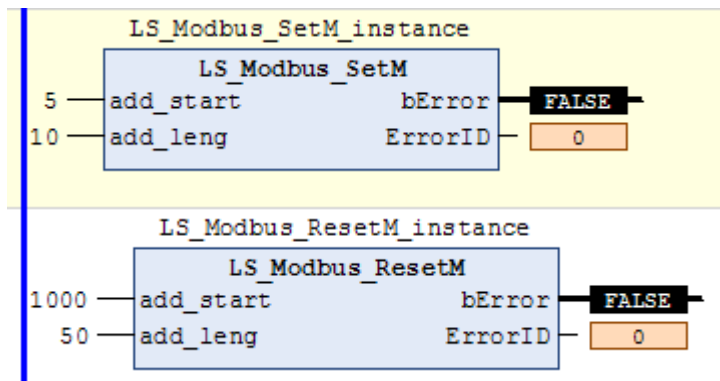 LS_Modbus_SetM_instance
LS_Modbus_SetM
5 add_start bError FALSE
10 add_leng ErrorID 0
LS_Modbus_ResetM_instance
LS_Modbus_ResetM
1000 add_start bError FALSE
50 add_leng ErrorID 0